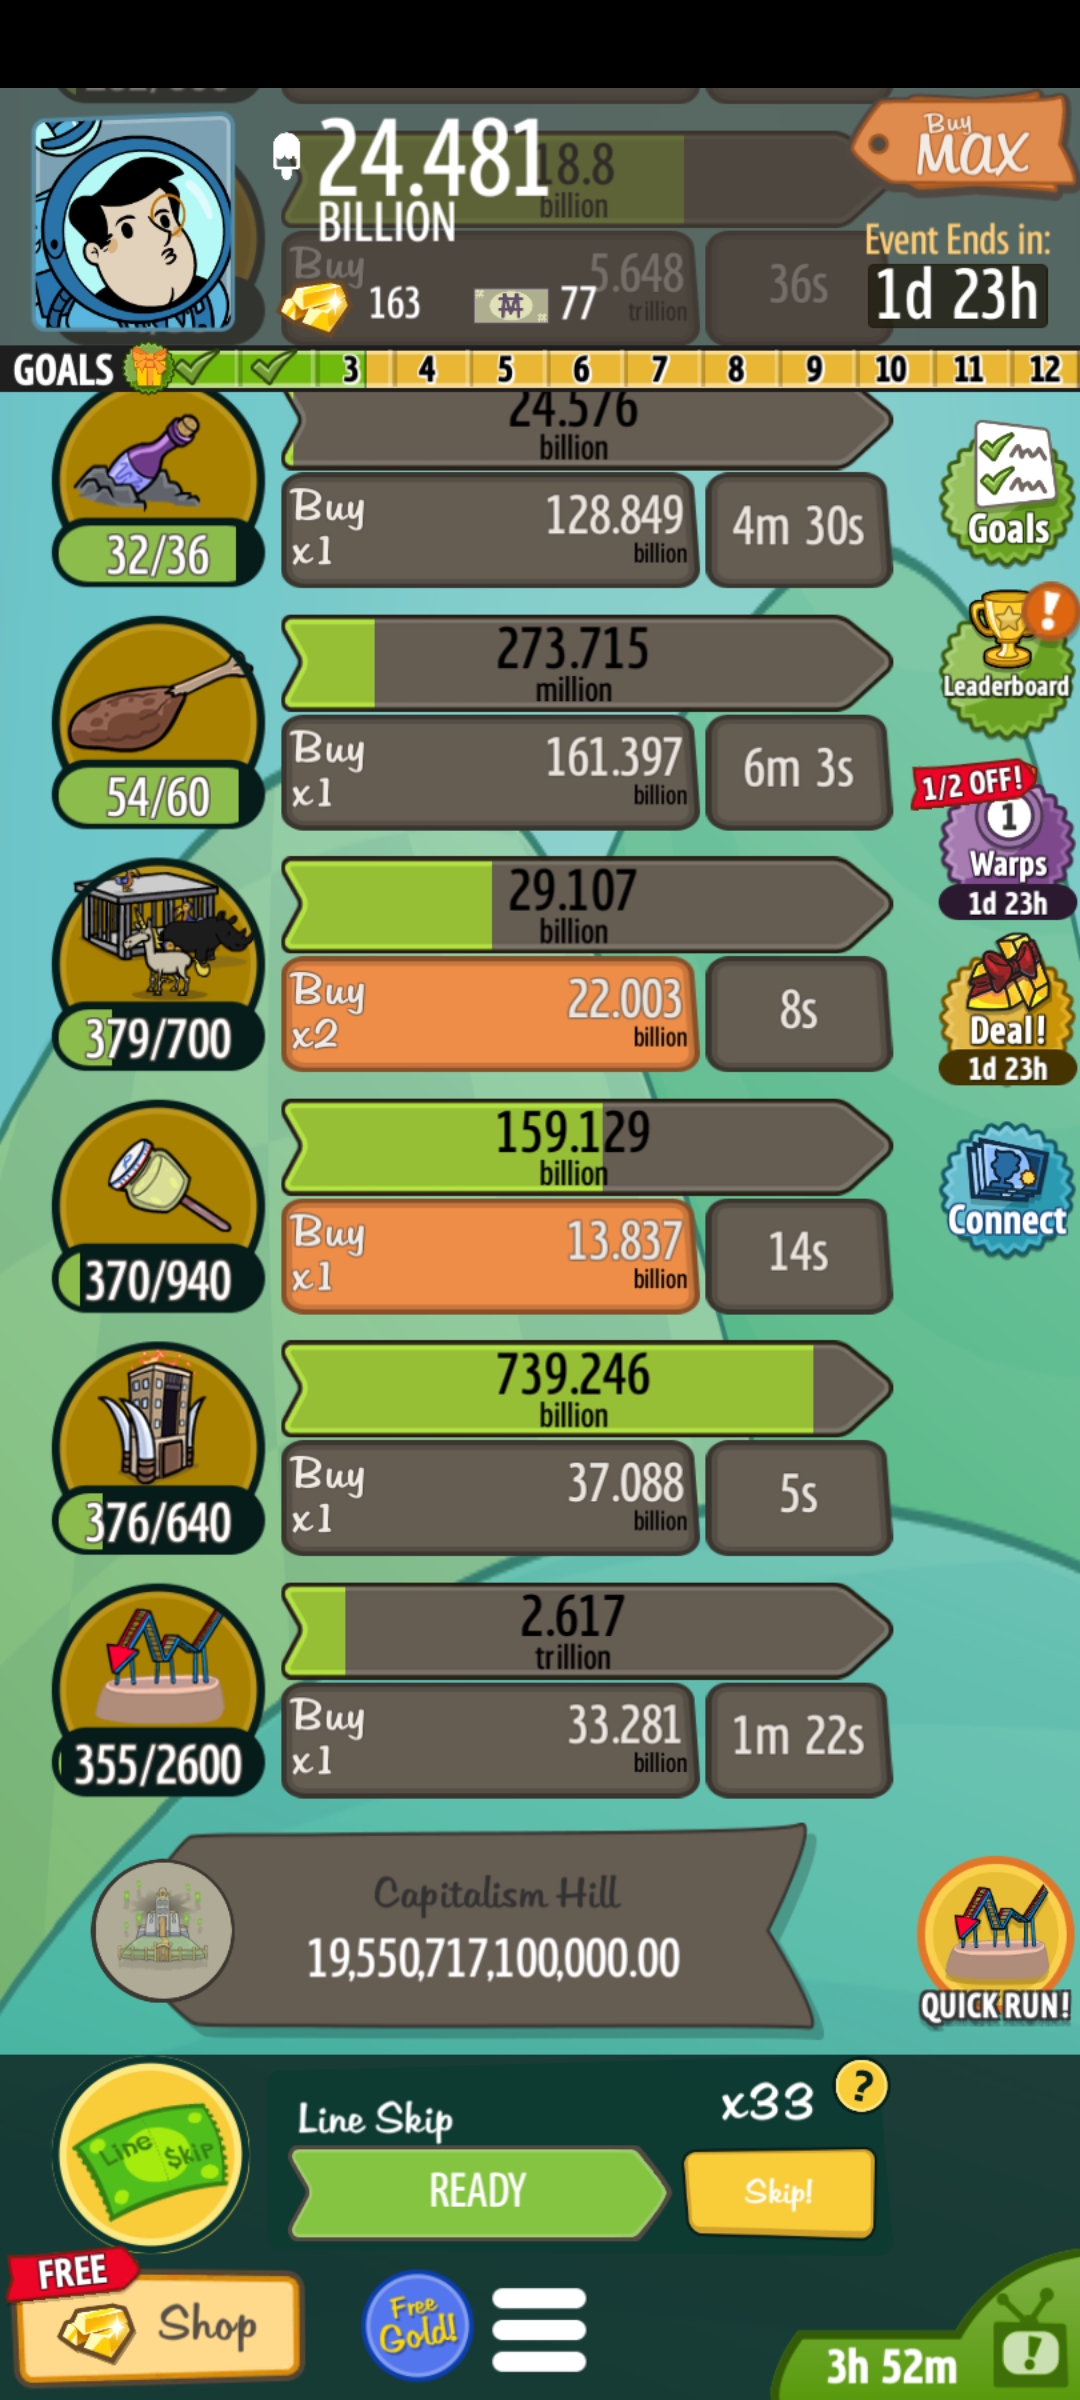 24.481
BILLION
18.8
billion
Buy
MAX
Event Ends in:
1d 23h
163
77
Buy
5.648
trillion
36s
GOALS
3
4
5
6
7
8
9
10
11
12
24.576
billion
32/36
Buy
x1
128.849
billion
4m 30s
Goals
273.715
million
54/60
Buy
x1
161.397
billion
6m 3s
Leaderboard
!
1/2 OFF!
1
Warps
1d 23h
29.107
billion
379/700
Buy
x2
22.003
billion
8s
Deal!
1d 23h
159.129
billion
370/940
Buy
x1
13.837
billion
14s
Connect
739.246
billion
376/640
Buy
x1
37.088
billion
5s
2.617
trillion
355/2600
Buy
x1
33.281
billion
1m 22s
Capitalism Hill
19,550,717,100,000.00
QUICK RUN!
Line $kip
Line Skip
x33
?
READY
Skip!
FREE
Shop
Free
Gold!
3h 52m
!